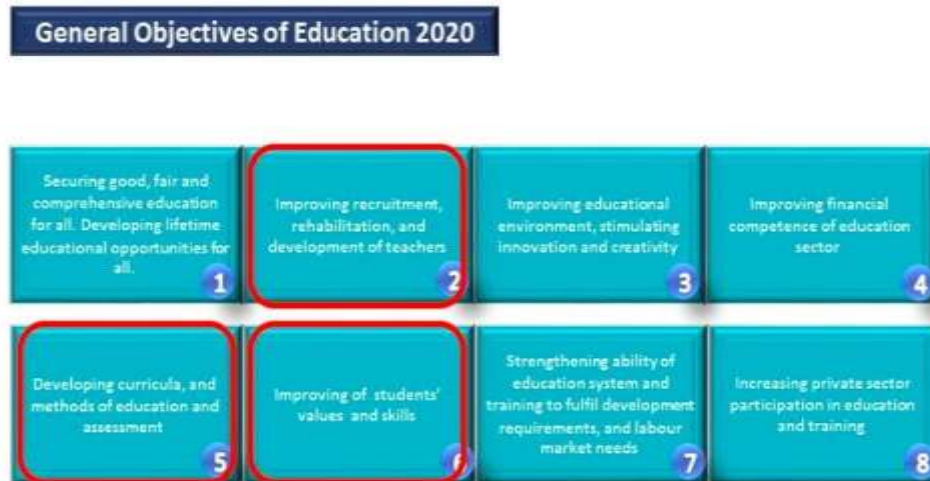 General Objectives of Education 2020
Securing good, fair and
comprehensive education
for all. Developing lifetime
educational opportunities for
all.
1
Improving recruitment,
rehabilitation, and
development of teachers
2
Improving educational
environment, stimulating
innovation and creativity
3
Improving financial
competence of education
sector
4
Developing curricula, and
methods of education and
assessment
5
Improving of students'
values and skills
6
Strengthening ability of
education system and
training to fulfil development
requirements, and labour
market needs
7
Increasing private sector
participation in education
and training
8